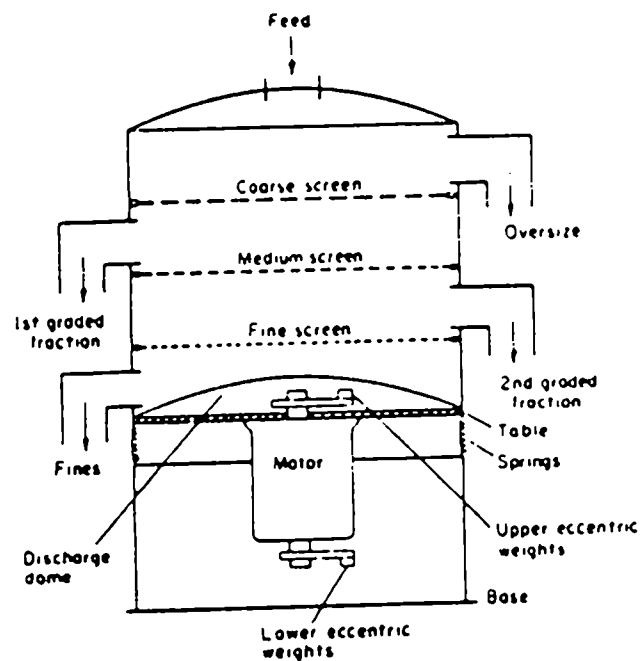 Feed
Coarse screen
Oversize
Medium screen
1st graded
fraction
Fine screen
2nd graded
fraction
Table
Springs
Motor
Fines
Upper eccentric
weights
Discharge
dome
Base
Lower eccentric
weights